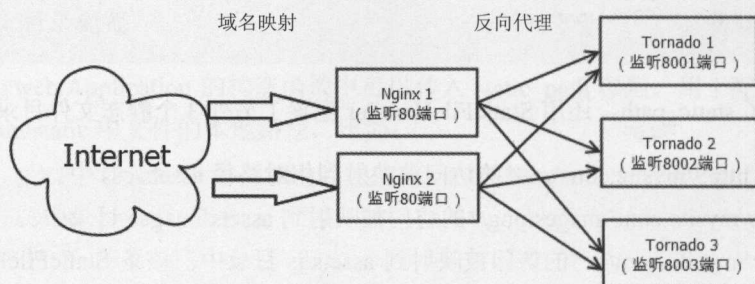 域名映射
反向代理
Internet
Nginx 1
(监听80端口)
Nginx 2
(监听80端口)
Tornado 1
(监听8001端口)
Tornado 2
(监听8002端口)
Tornado 3
(监听8003端口)